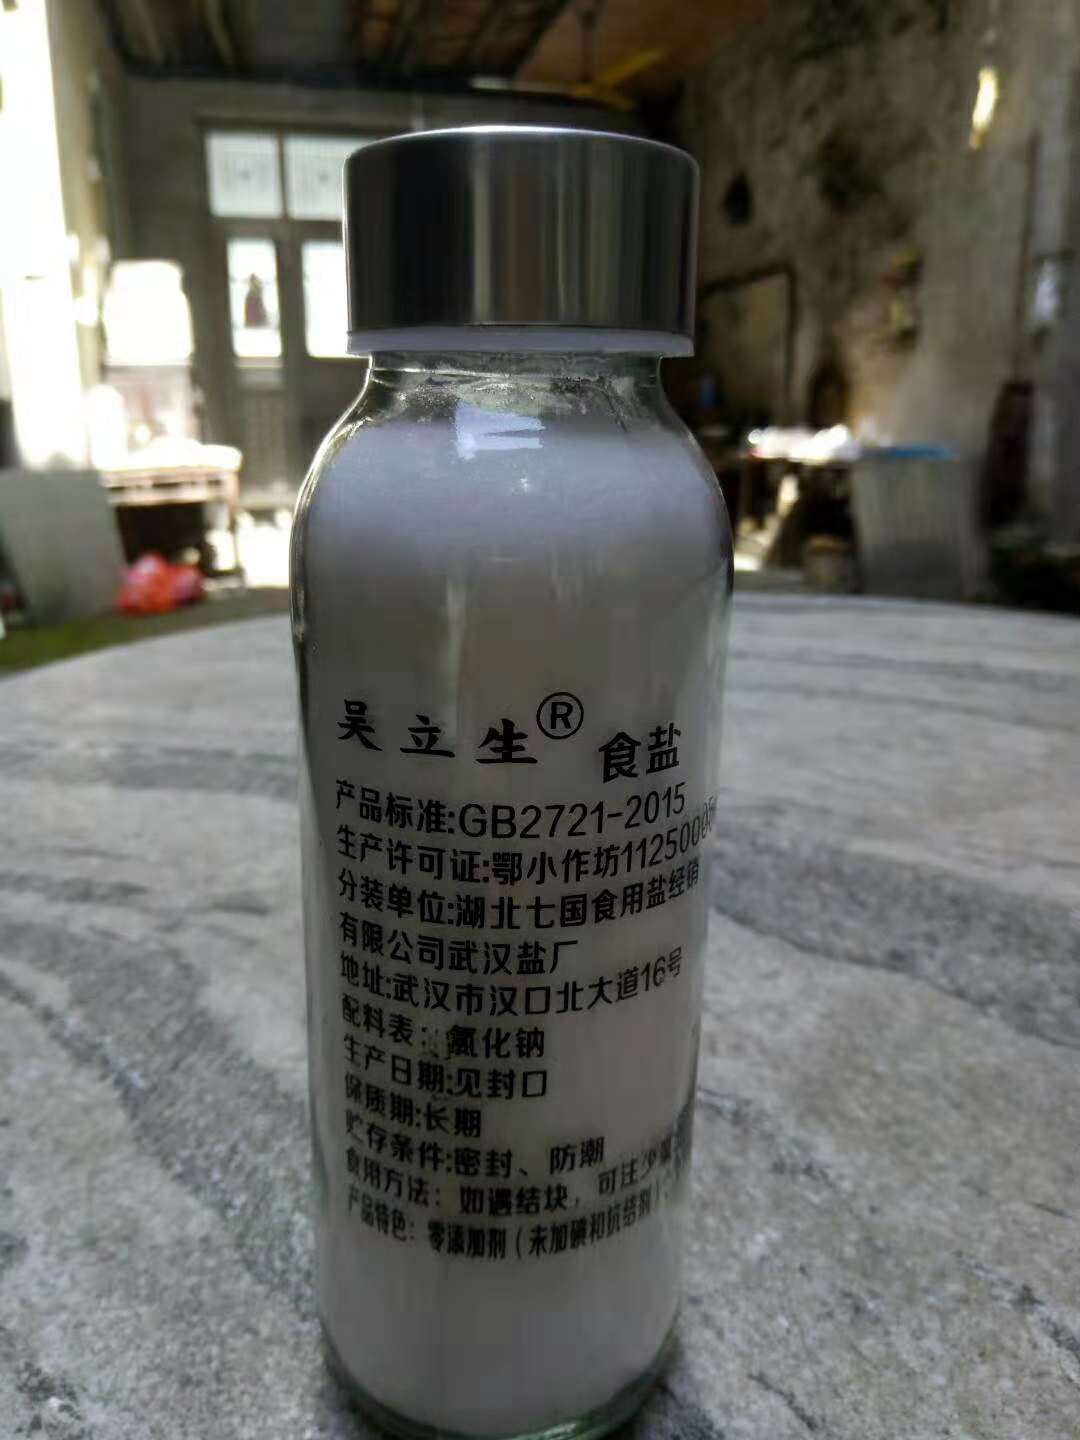 吴立生® 食盐
产品标准:GB2721-2015
生产许可证:鄂小作坊11250005
分装单位:湖北七国食用盐经销
有限公司武汉盐厂
地址:武汉市汉口北大道16号
配料表:氯化钠
生产日期:见封口
保质期:长期
贮存条件:密封、防潮
食用方法:如遇结块,可注少
产品特色:零添加剂(未加碘和抗结剂)